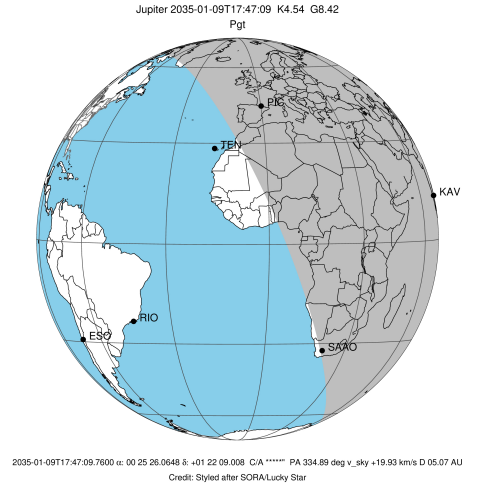 Jupiter 2035-01-09T17:47:09 K4.54 G8.42
Pgt
PIC
TEN
KAV
RIO
ESO
SAAO
2035-01-09T17:47:09.7600 α: 00 25 26.0648 δ: +01 22 09.008 C/A *****" PA 334.89 deg v_sky +19.93 km/s D 05.07 AU
Credit: Styled after SORA/Lucky Star